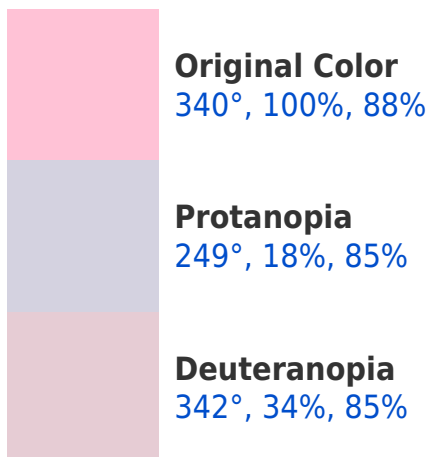 Original Color
340°, 100%, 88%
Protanopia
249°, 18%, 85%
Deuteranopia
342°, 34%, 85%